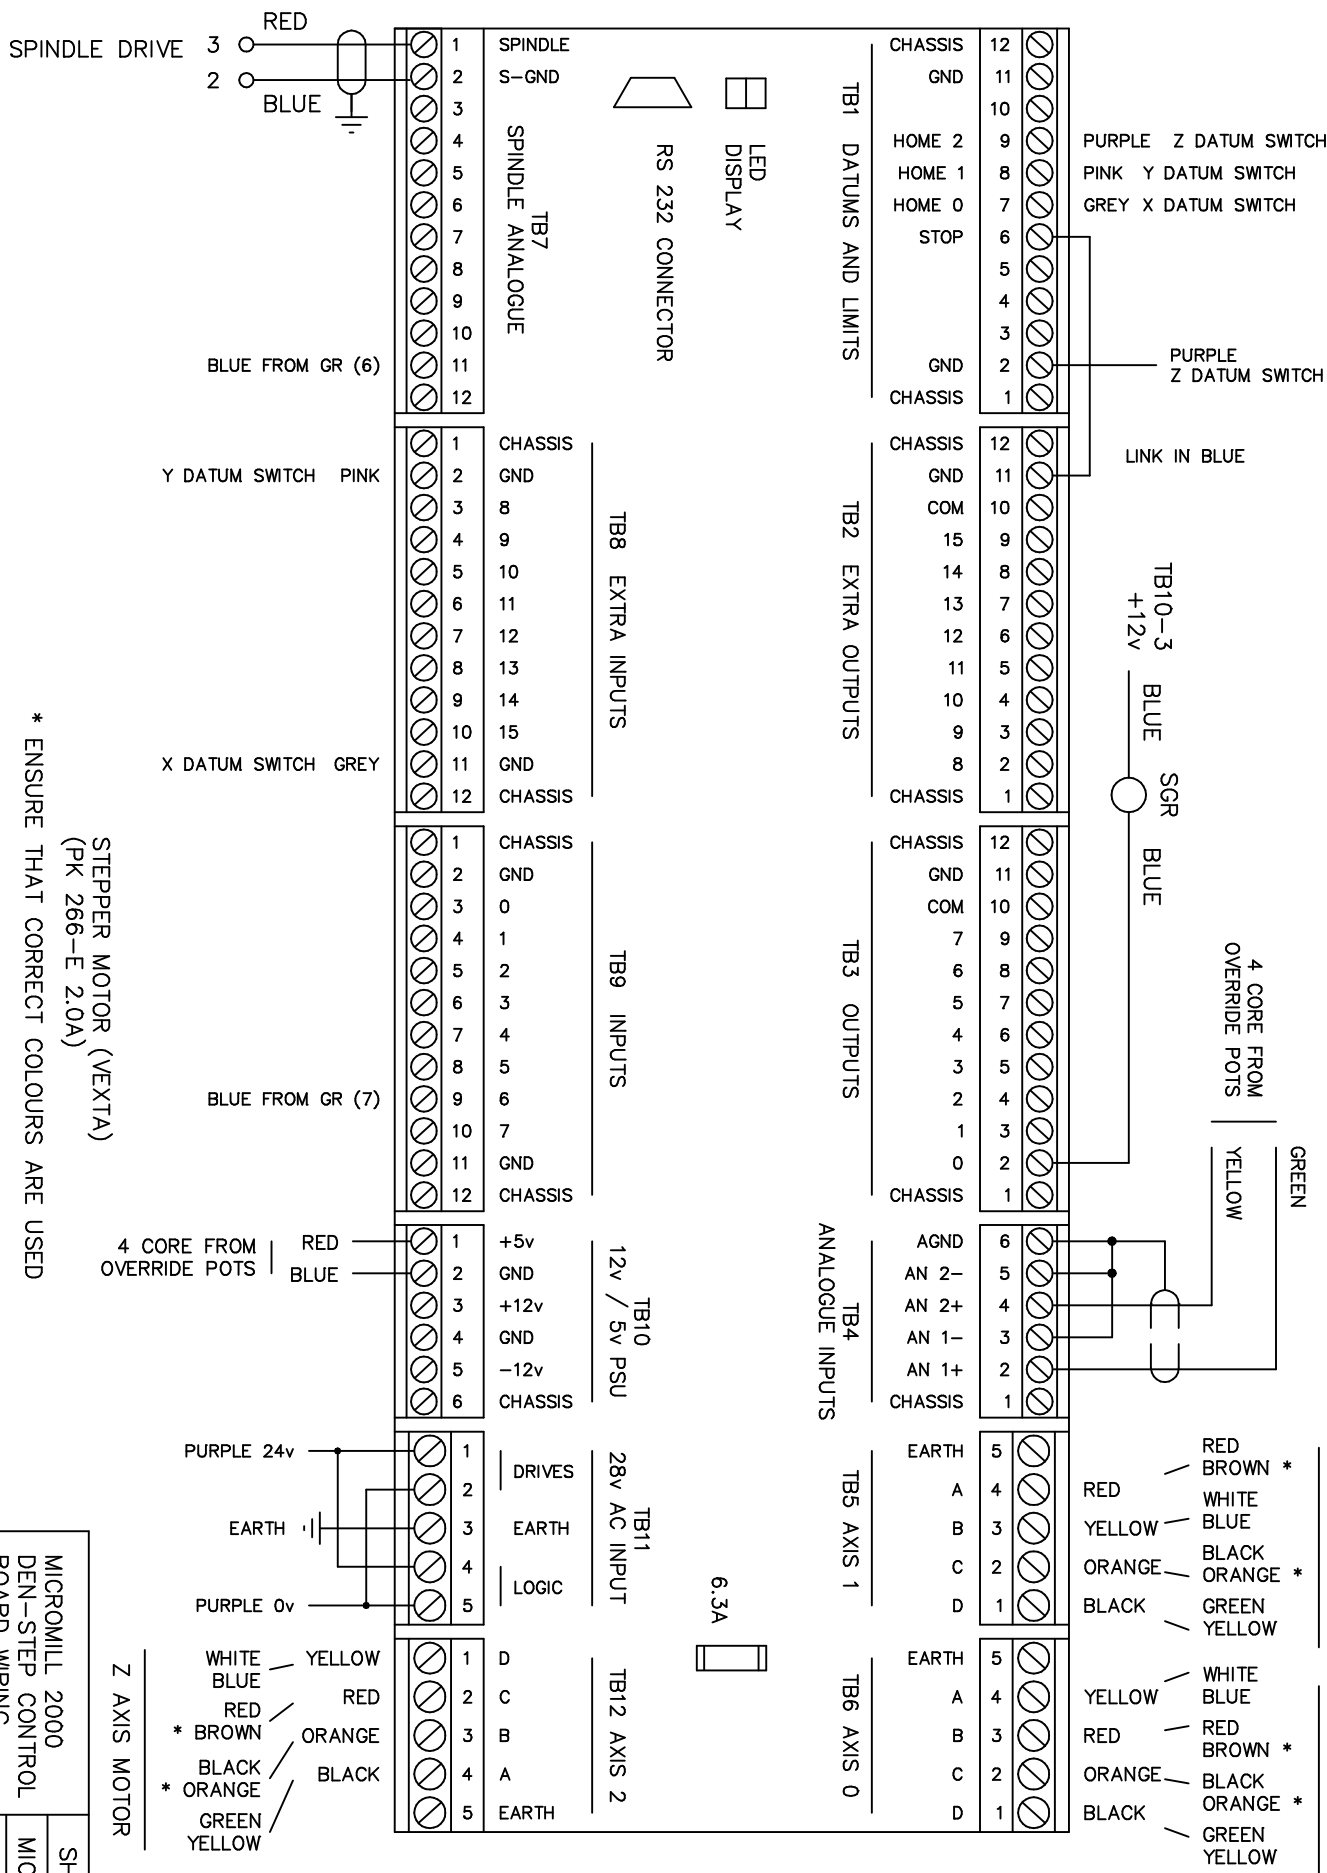 SPINDLE DRIVE 3 RED
2 BLUE
1 SPINDLE
2 S-GND
3
4
5
6
7
8
9
10
BLUE FROM GR (6) 11
12
TB7
SPINDLE ANALOGUE
RS 232 CONNECTOR
LED
DISPLAY
TB1 DATUMS AND LIMITS
CHASSIS 12
GND 11
10
HOME 2 9 PURPLE Z DATUM SWITCH
HOME 1 8 PINK Y DATUM SWITCH
HOME 0 7 GREY X DATUM SWITCH
STOP 6
5
4
3
GND 2 PURPLE
Z DATUM SWITCH
CHASSIS 1
1 CHASSIS
Y DATUM SWITCH PINK 2 GND
3 8
4 9
5 10
6 11
7 12
8 13
9 14
10 15
X DATUM SWITCH GREY 11 GND
12 CHASSIS
TB8 EXTRA INPUTS
TB2 EXTRA OUTPUTS
CHASSIS 12
GND 11
LINK IN BLUE
COM 10
15 9
14 8
13 7
12 6
11 5
10 4
9 3
8 2
CHASSIS 1
TB10-3
+12v
BLUE SGR BLUE
1 CHASSIS
2 GND
3 0
4 1
5 2
6 3
7 4
8 5
BLUE FROM GR (7) 9 6
10 7
11 GND
12 CHASSIS
TB9 INPUTS
TB3 OUTPUTS
CHASSIS 12
GND 11
COM 10
7 9
6 8
5 7
4 6
3 5
2 4
1 3
0 2
CHASSIS 1
4 CORE FROM
OVERRIDE POTS
YELLOW
GREEN
4 CORE FROM
OVERRIDE POTS
RED 1 +5v
BLUE 2 GND
3 +12v
4 GND
5 -12v
6 CHASSIS
TB10
12v / 5v PSU
TB4
ANALOGUE INPUTS
AGND 6
AN 2- 5
AN 2+ 4
AN 1- 3
AN 1+ 2
CHASSIS 1
PURPLE 24v 1
2
DRIVES
EARTH 3 EARTH
4
PURPLE 0v 5
LOGIC
TB11
28v AC INPUT
6.3A
TB5 AXIS 1
EARTH 5
A 4 RED
B 3 YELLOW
C 2 ORANGE
D 1 BLACK
RED
BROWN *
WHITE
BLUE
BLACK
ORANGE *
GREEN
YELLOW
WHITE
BLUE
YELLOW 1 D
RED
* BROWN
RED 2 C
BLACK
* ORANGE
ORANGE 3 B
GREEN
YELLOW
BLACK 4 A
5 EARTH
TB12 AXIS 2
Z AXIS MOTOR
TB6 AXIS 0
EARTH 5
A 4 YELLOW
B 3 RED
C 2 ORANGE
D 1 BLACK
WHITE
BLUE
RED
BROWN *
BLACK
ORANGE *
GREEN
YELLOW
STEPPER MOTOR (VEXTA)
(PK 266-E 2.0A)
* ENSURE THAT CORRECT COLOURS ARE USED
MICROMILL 2000
DEN-STEP CONTROL
BOARD WIRING
SH
MIC